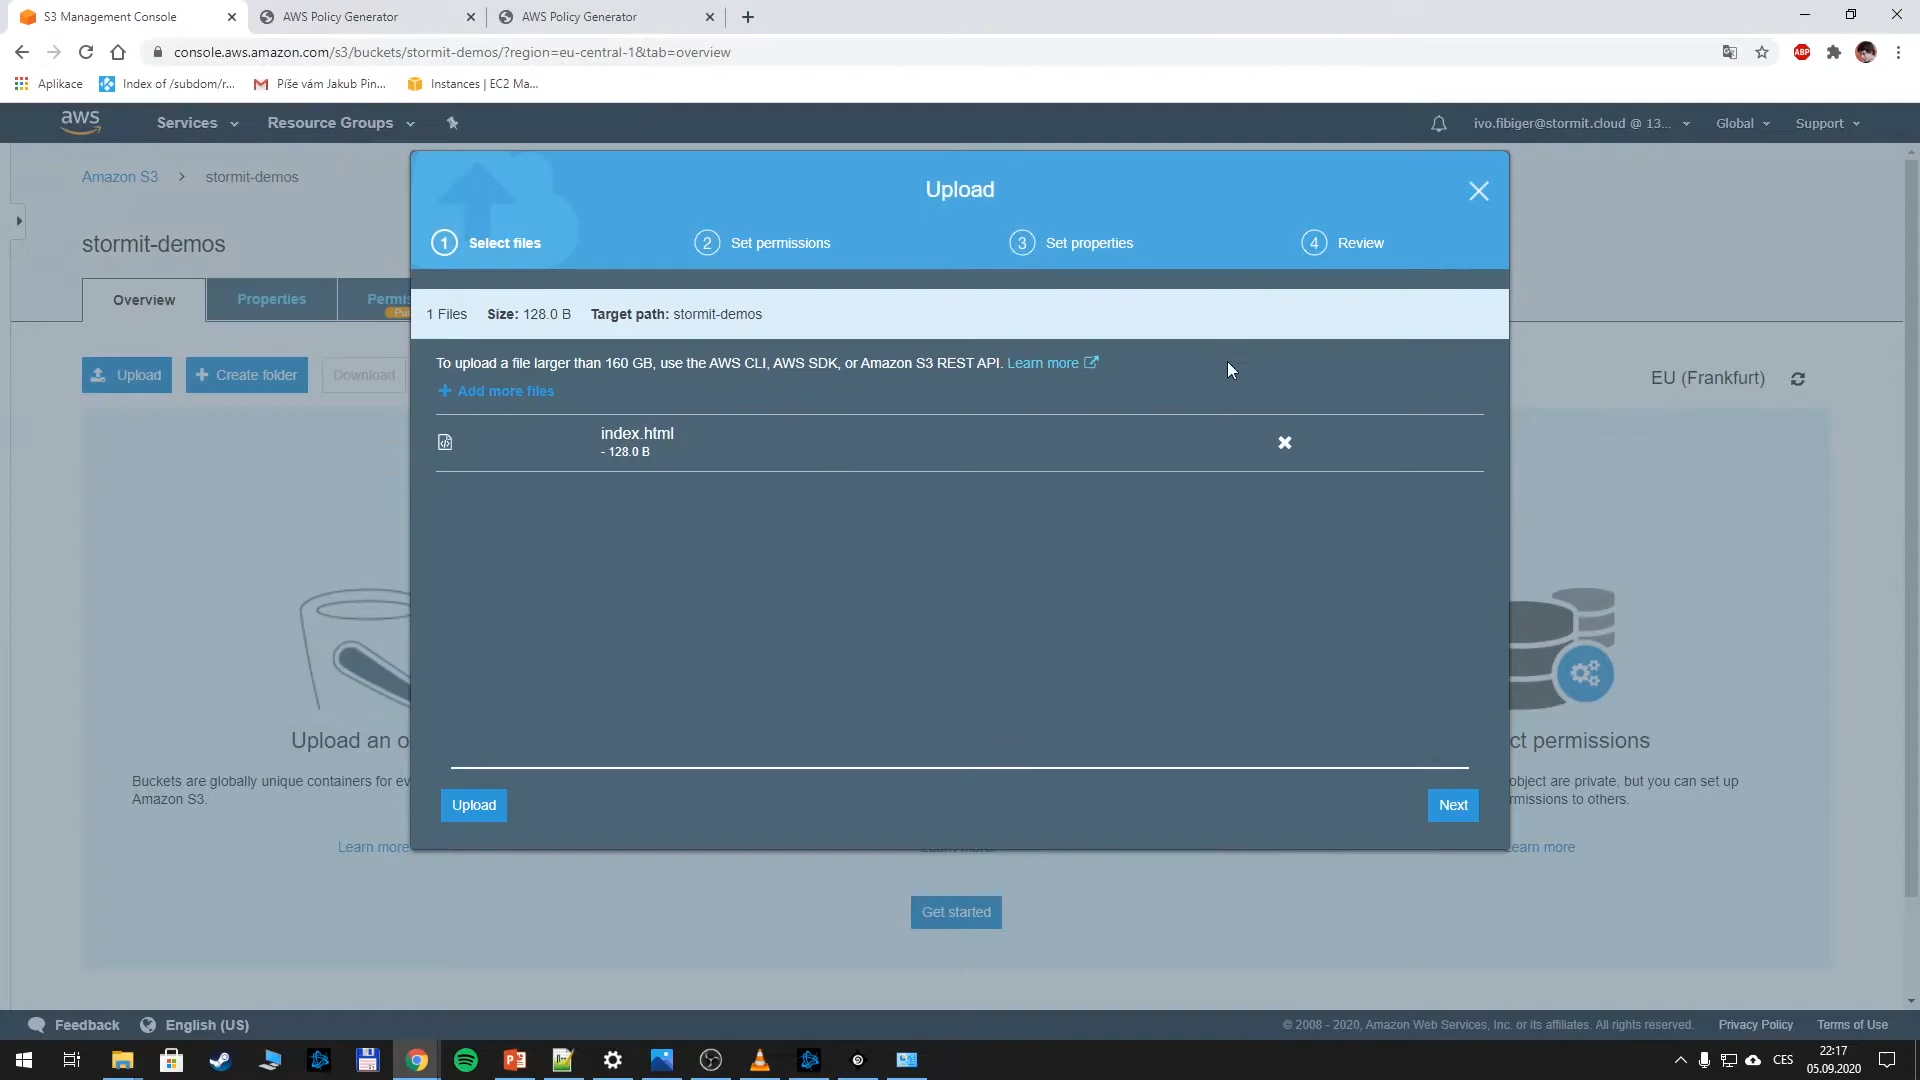 S3 Management Console
AWS Policy Generator
AWS Policy Generator
console.aws.amazon.com/s3/buckets/stormit-demos/?region=eu-central-1&tab=overview
ABP
Aplikace
Index of /subdom/r...
Píše vám Jakub Pin...
Instances | EC2 Ma...
aws
Services
Resource Groups
ivo.fibiger@stormit.cloud @ 13...
Global
Support
Amazon S3 > stormit-demos
stormit-demos
Overview
Properties
Permis
Upload
+ Create folder
Download
EU (Frankfurt)
Upload
1 Select files
2 Set permissions
3 Set properties
4 Review
1 Files Size: 128.0 B Target path: stormit-demos
To upload a file larger than 160 GB, use the AWS CLI, AWS SDK, or Amazon S3 REST API. Learn more
+ Add more files
index.html
- 128.0 B
Upload
Next
Upload an o
Buckets are globally unique containers for ev
Amazon S3.
Learn more
ct permissions
object are private, but you can set up
rmissions to others.
earn more
Get started
Feedback
English (US)
© 2008 - 2020, Amazon Web Services, Inc. or its affiliates. All rights reserved.
Privacy Policy
Terms of Use
CES
22:17
05.09.2020